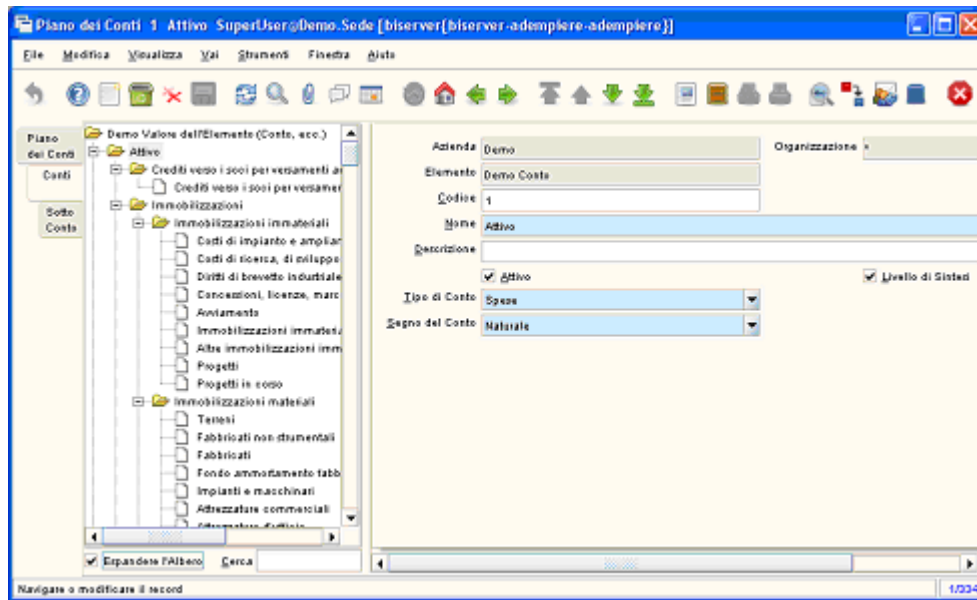 Piano dei Conti 1 Attivo SuperUser@Demo.Sede [biserver{biserver-adempiere-adempiere}]
File Modifica Visualizza Vai Strumenti Finestra Aiuto
Piano dei Conti
Conti
Sotto Conto
Demo Valore dell'Elemento (Conto, ecc.)
Attivo
Crediti verso i soci per versamenti a
Crediti verso i soci per versamer
Immobilizzazioni
Immobilizzazioni immateriali
Costi di impianto e amplian
Costi di ricerca, di sviluppo
Diritti di brevetto industriale
Concessioni, licenze, marc
Avviamento
Immobilizzazioni immateria
Altre immobilizzazioni imm
Progetti
Progetti in corso
Immobilizzazioni materiali
Terreni
Fabbricati non strumentali
Fabbricati
Fondo ammortamento fabb
Impianti e macchinari
Attrezzature commerciali
Attrezzature d'ufficio
Espandere l'Albero Cerca
Azienda Demo Organizzazione *
Elemento Demo Conto
Codice 1
Nome Attivo
Descrizione
Attivo Livello di Sintesi
Tipo di Conto Spese
Segno del Conto Naturale
Navigare o modificare il record 1/334